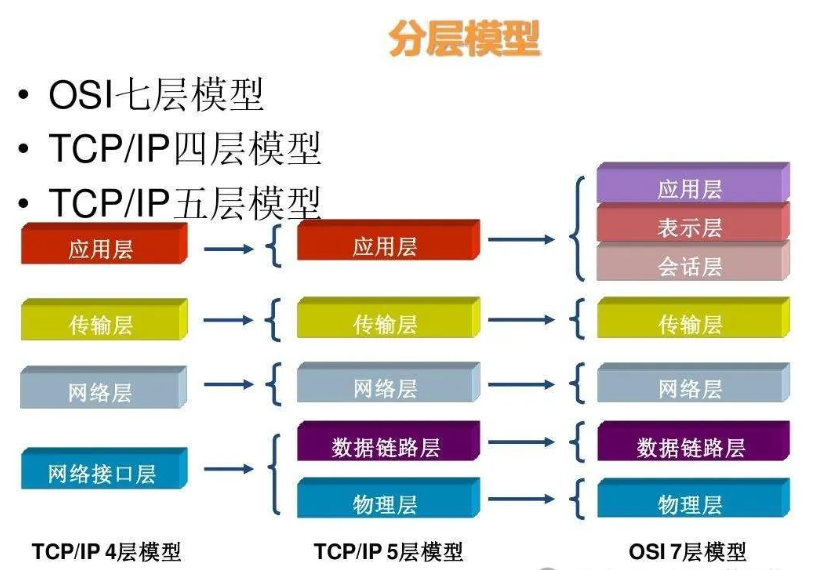 分层模型
• OSI七层模型
• TCP/IP四层模型
• TCP/IP五层模型
应用层
传输层
网络层
网络接口层
TCP/IP 4层模型
应用层
传输层
网络层
数据链路层
物理层
TCP/IP 5层模型
应用层
表示层
会话层
传输层
网络层
数据链路层
物理层
OSI 7层模型